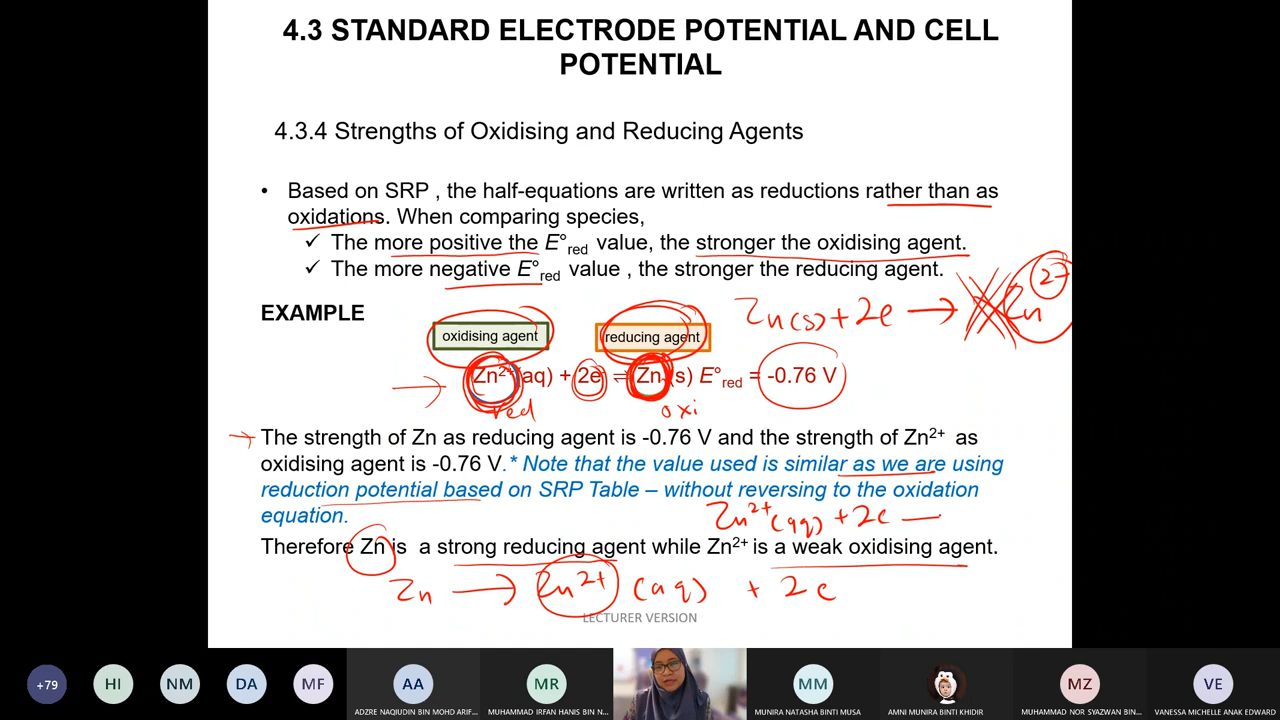 4.3 STANDARD ELECTRODE POTENTIAL AND CELL
POTENTIAL
4.3.4 Strengths of Oxidising and Reducing Agents
• Based on SRP , the half-equations are written as reductions rather than as
oxidations. When comparing species,
✓ The more positive the E°red value, the stronger the oxidising agent.
✓ The more negative E°red value , the stronger the reducing agent.
EXAMPLE
Zn(s) + 2e → Zn 2+
oxidising agent reducing agent
Zn²⁺(aq) + 2e ⇌ Zn (s) E°red = -0.76 V
red oxi
The strength of Zn as reducing agent is -0.76 V and the strength of Zn²⁺ as
oxidising agent is -0.76 V.* Note that the value used is similar as we are using
reduction potential based on SRP Table – without reversing to the oxidation
equation.
Zn²⁺(aq) + 2e —
Therefore Zn is a strong reducing agent while Zn²⁺ is a weak oxidising agent.
Zn → Zn²⁺ (aq) + 2e
LECTURER VERSION
+79 HI NM DA MF AA MR MM MZ VE
ADZRE NAQIUDIN BIN MOHD ARIF... MUHAMMAD IRFAN HANIS BIN N... MUNIRA NATASHA BINTI MUSA AMNI MUNIRA BINTI KHIDIR MUHAMMAD NOR SYAZWAN BIN... VANESSA MICHELLE ANAK EDWARD